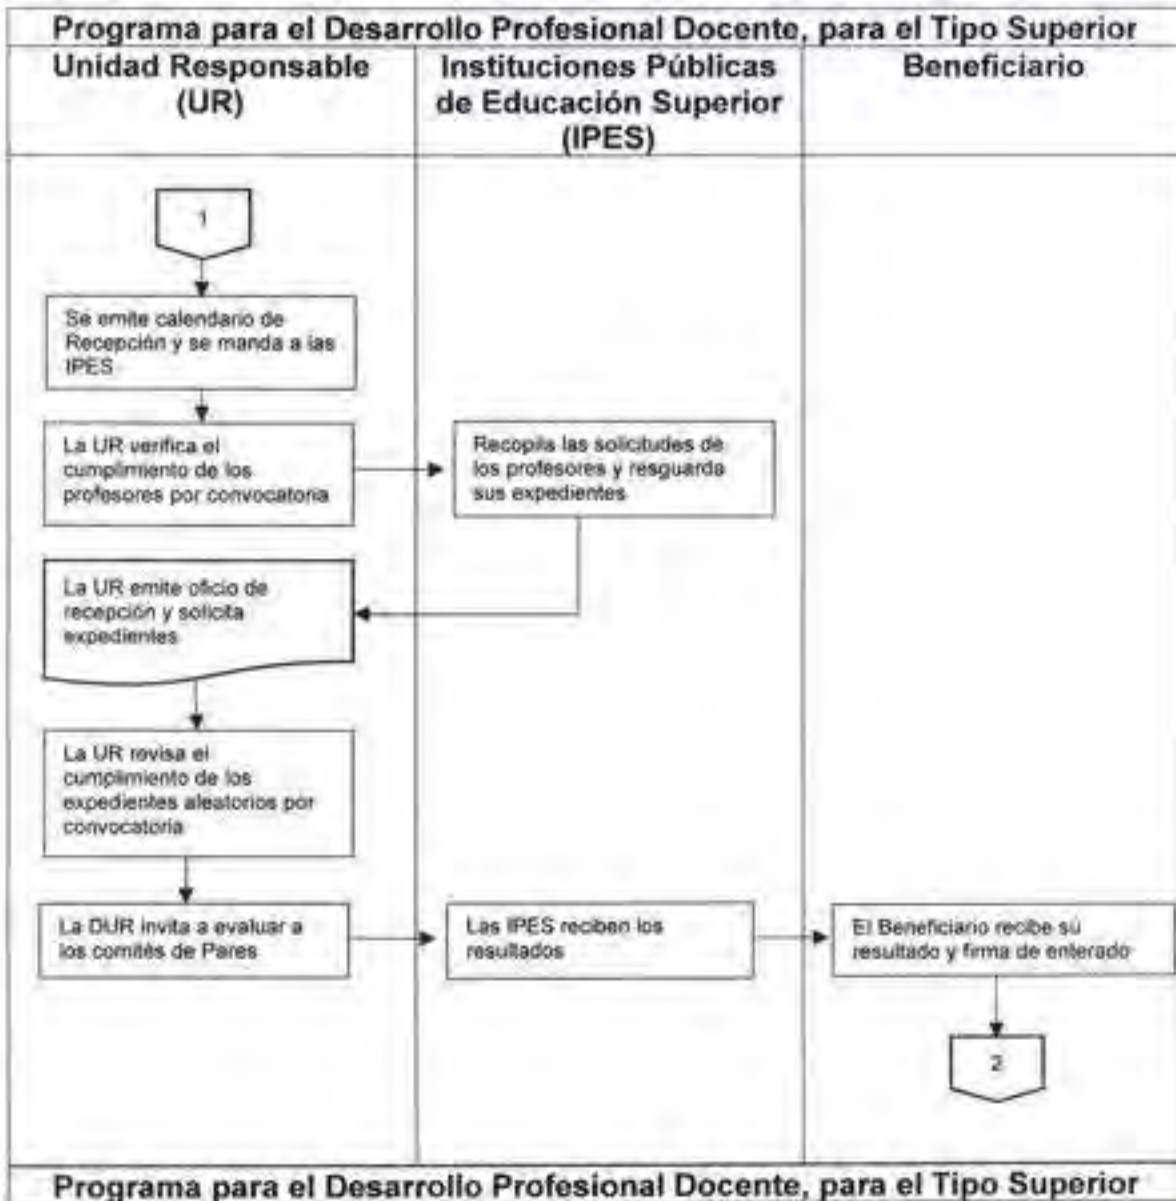 Programa para el Desarrollo Profesional Docente, para el Tipo Superior
Unidad Responsable
(UR)
Instituciones Públicas
de Educación Superior
(IPES)
Beneficiario
1
Se emite calendario de
Recepción y se manda a las
IPES
La UR verifica el
cumplimiento de los
profesores por convocatoria
Recopila las solicitudes de
los profesores y resguarda
sus expedientes
La UR emite oficio de
recepción y solicita
expedientes
La UR revisa el
cumplimiento de los
expedientes aleatorios por
convocatoria
La DUR invita a evaluar a
los comités de Pares
Las IPES reciben los
resultados
El Beneficiario recibe su
resultado y firma de enterado
2
Programa para el Desarrollo Profesional Docente, para el Tipo Superior